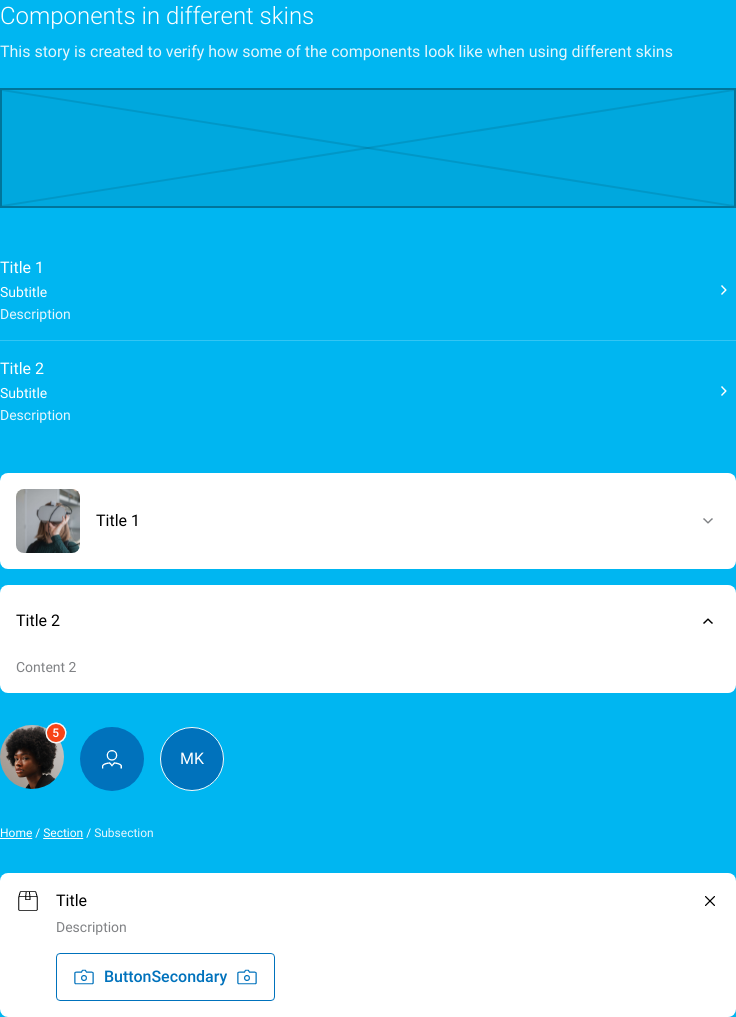 Components in different skins
This story is created to verify how some of the components look like when using different skins
Title 1
Subtitle
Description
Title 2
Subtitle
Description
Title 1
Title 2
Content 2
5
MK
Home / Section / Subsection
Title
Description
ButtonSecondary